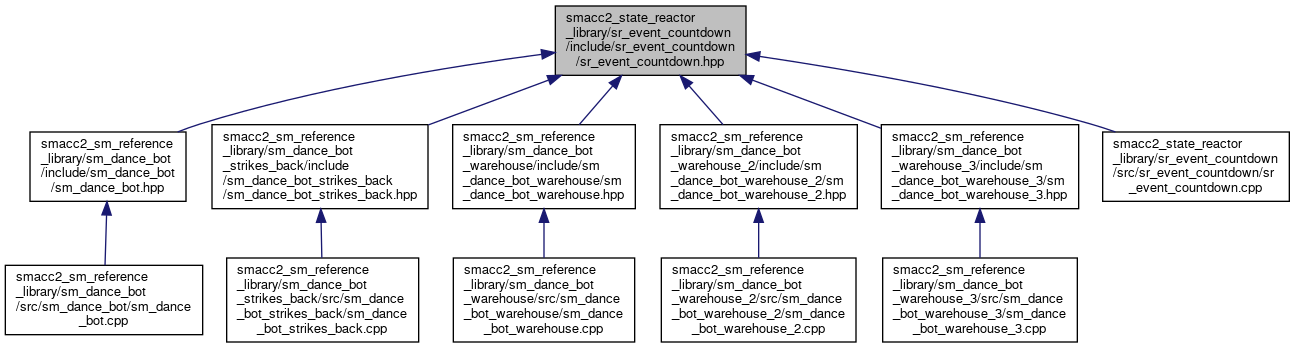 smacc2_state_reactor
_library/sr_event_countdown
/include/sr_event_countdown
/sr_event_countdown.hpp
smacc2_sm_reference
_library/sm_dance_bot
/include/sm_dance_bot
/sm_dance_bot.hpp
smacc2_sm_reference
_library/sm_dance_bot
_strikes_back/include
/sm_dance_bot_strikes_back
/sm_dance_bot_strikes_back.hpp
smacc2_sm_reference
_library/sm_dance_bot
_warehouse/include/sm
_dance_bot_warehouse/sm
_dance_bot_warehouse.hpp
smacc2_sm_reference
_library/sm_dance_bot
_warehouse_2/include/sm
_dance_bot_warehouse_2/sm
_dance_bot_warehouse_2.hpp
smacc2_sm_reference
_library/sm_dance_bot
_warehouse_3/include/sm
_dance_bot_warehouse_3/sm
_dance_bot_warehouse_3.hpp
smacc2_state_reactor
_library/sr_event_countdown
/src/sr_event_countdown/sr
_event_countdown.cpp
smacc2_sm_reference
_library/sm_dance_bot
/src/sm_dance_bot/sm_dance
_bot.cpp
smacc2_sm_reference
_library/sm_dance_bot
_strikes_back/src/sm_dance
_bot_strikes_back/sm_dance
_bot_strikes_back.cpp
smacc2_sm_reference
_library/sm_dance_bot
_warehouse/src/sm_dance
_bot_warehouse/sm_dance
_bot_warehouse.cpp
smacc2_sm_reference
_library/sm_dance_bot
_warehouse_2/src/sm_dance
_bot_warehouse_2/sm_dance
_bot_warehouse_2.cpp
smacc2_sm_reference
_library/sm_dance_bot
_warehouse_3/src/sm_dance
_bot_warehouse_3/sm_dance
_bot_warehouse_3.cpp